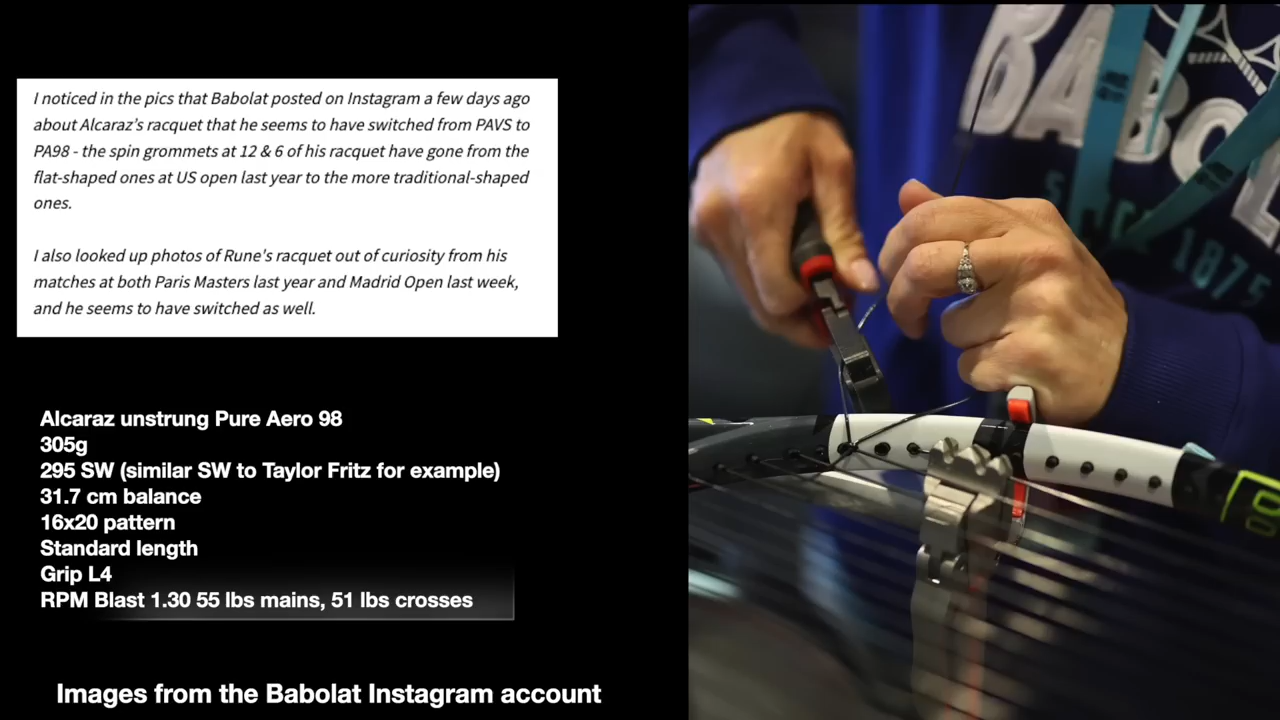 I noticed in the pics that Babolat posted on Instagram a few days ago
about Alcaraz's racquet that he seems to have switched from PAVS to
PA98 - the spin grommets at 12 & 6 of his racquet have gone from the
flat-shaped ones at US open last year to the more traditional-shaped
ones.
I also looked up photos of Rune's racquet out of curiosity from his
matches at both Paris Masters last year and Madrid Open last week,
and he seems to have switched as well.
Alcaraz unstrung Pure Aero 98
305g
295 SW (similar SW to Taylor Fritz for example)
31.7 cm balance
16x20 pattern
Standard length
Grip L4
RPM Blast 1.30 55 lbs mains, 51 lbs crosses
Images from the Babolat Instagram account
BABOL
1875